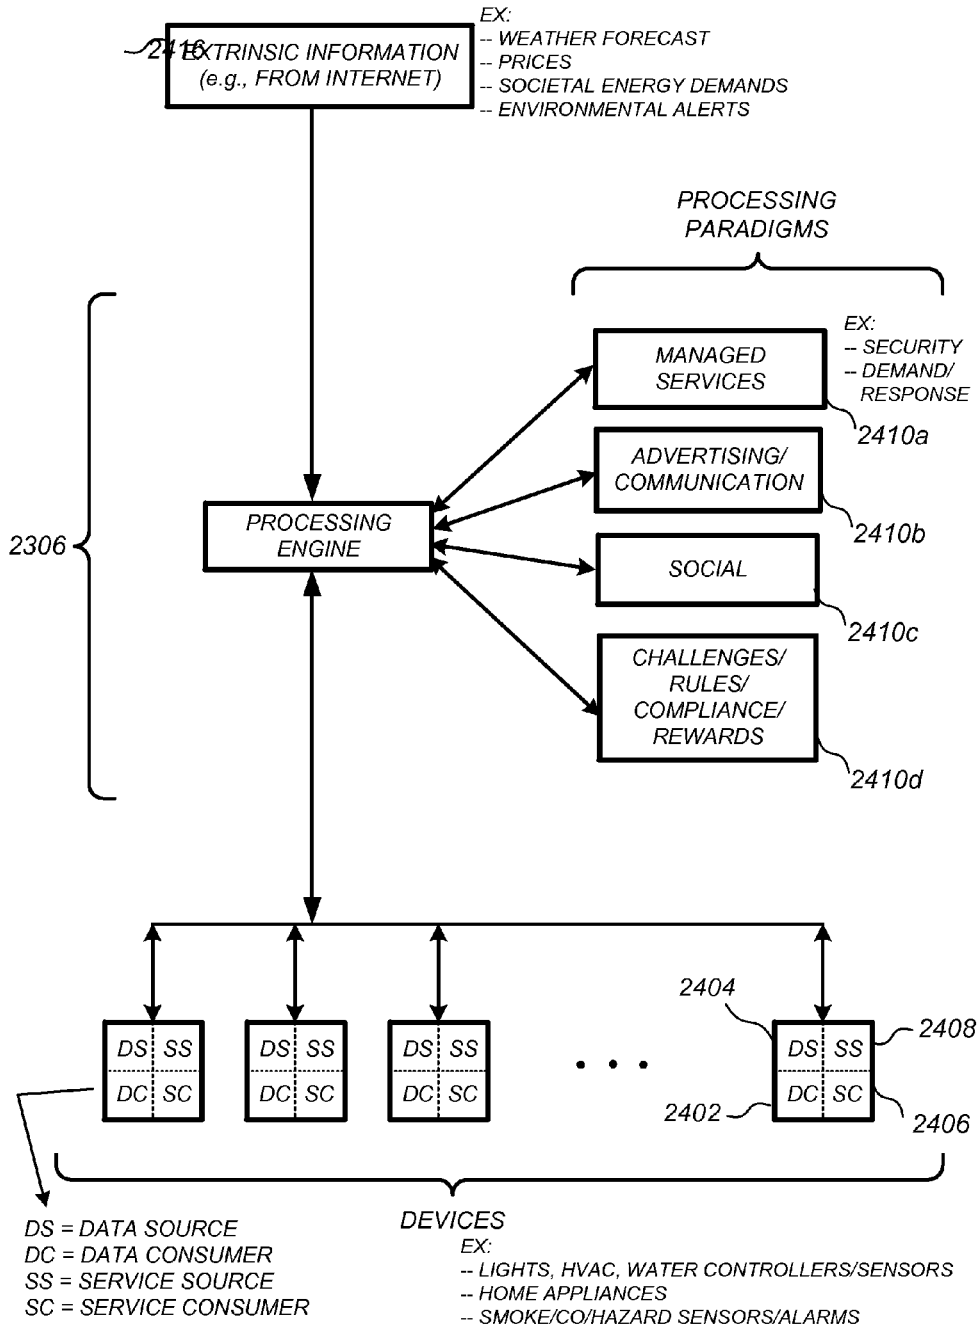 2416
EXTRINSIC INFORMATION
(e.g., FROM INTERNET)
EX:
-- WEATHER FORECAST
-- PRICES
-- SOCIETAL ENERGY DEMANDS
-- ENVIRONMENTAL ALERTS
PROCESSING
PARADIGMS
MANAGED
SERVICES
EX:
-- SECURITY
-- DEMAND/
RESPONSE
2410a
ADVERTISING/
COMMUNICATION
2410b
2306
PROCESSING
ENGINE
SOCIAL
2410c
CHALLENGES/
RULES/
COMPLIANCE/
REWARDS
2410d
DS SS
DC SC
DS SS
DC SC
DS SS
DC SC
• • •
2404
2408
DS SS
DC SC
2402
2406
DS = DATA SOURCE
DC = DATA CONSUMER
SS = SERVICE SOURCE
SC = SERVICE CONSUMER
DEVICES
EX:
-- LIGHTS, HVAC, WATER CONTROLLERS/SENSORS
-- HOME APPLIANCES
-- SMOKE/CO/HAZARD SENSORS/ALARMS